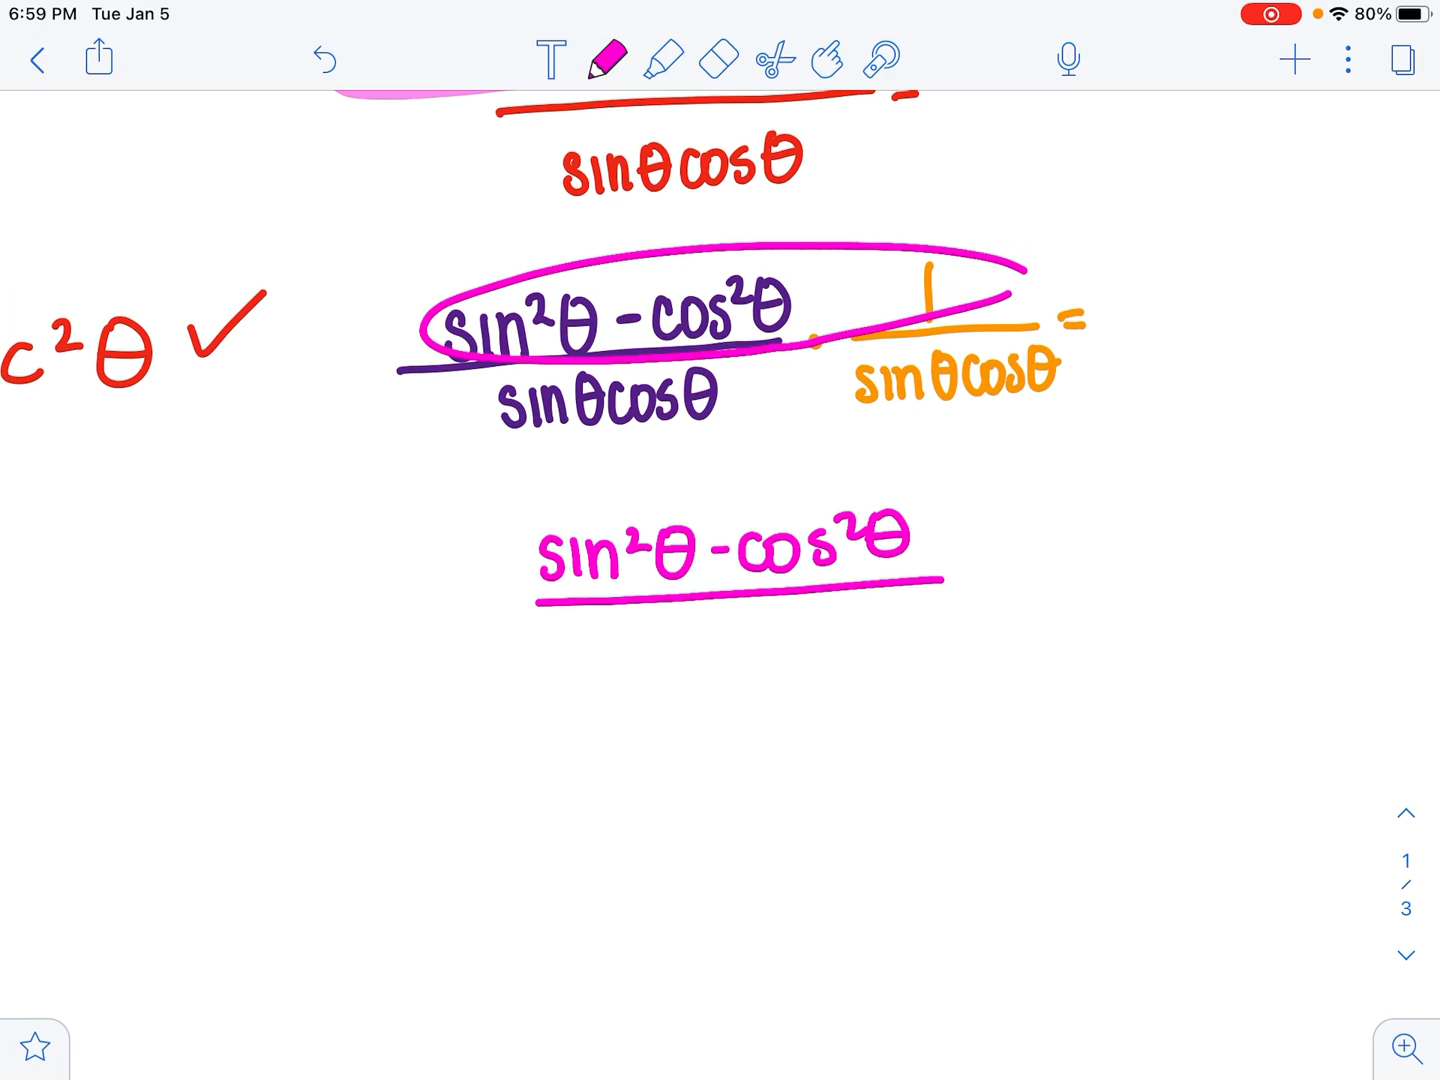 6:59 PM Tue Jan 5 80%
T
=
sinθcosθ
sin²θ - cos²θ / sinθcosθ · 1 / sinθcosθ =
c²θ ✓
sin²θ - cos²θ
1
/
3